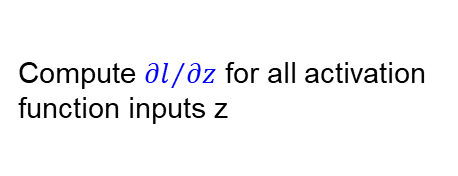 Compute ∂l/∂z for all activation
function inputs z